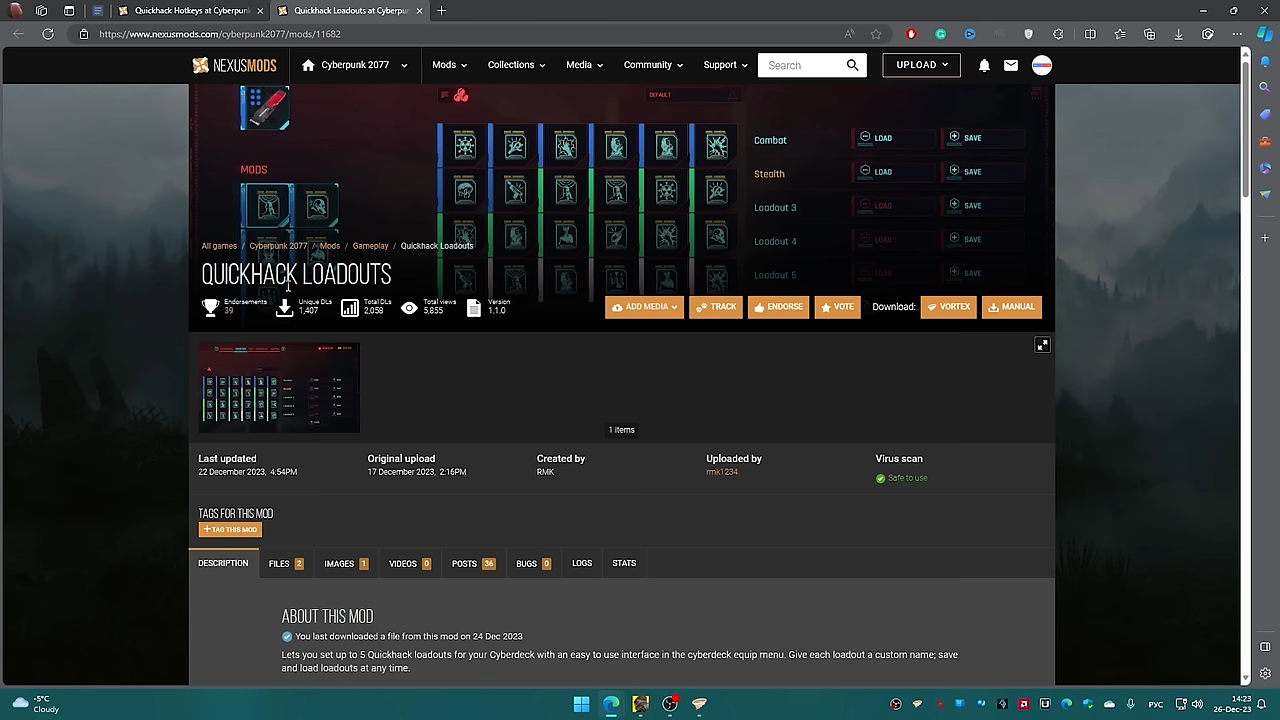 Quickhack Hotkeys at Cyberpunk
Quickhack Loadouts at Cyberpun
https://www.nexusmods.com/cyberpunk2077/mods/11682
NEXUSMODS
Cyberpunk 2077
Mods
Collections
Media
Community
Support
Search
UPLOAD
DEFAULT
MODS
Combat
LOAD
SAVE
Stealth
LOAD
SAVE
Loadout 3
LOAD
SAVE
Loadout 4
LOAD
SAVE
Loadout 5
LOAD
SAVE
All games / Cyberpunk 2077 / Mods / Gameplay / Quickhack Loadouts
QUICKHACK LOADOUTS
Endorsements
39
Unique DLs
1,407
Total DLs
2,058
Total views
5,855
Version
1.1.0
ADD MEDIA
TRACK
ENDORSE
VOTE
Download:
VORTEX
MANUAL
1 items
Last updated
22 December 2023, 4:54PM
Original upload
17 December 2023, 2:16PM
Created by
RMK
Uploaded by
rmk1234
Virus scan
Safe to use
TAGS FOR THIS MOD
+ TAG THIS MOD
DESCRIPTION
FILES 2
IMAGES 1
VIDEOS 0
POSTS 36
BUGS 0
LOGS
STATS
ABOUT THIS MOD
You last downloaded a file from this mod on 24 Dec 2023
Lets you set up to 5 Quickhack loadouts for your Cyberdeck with an easy to use interface in the cyberdeck equip menu. Give each loadout a custom name; save
and load loadouts at any time.
-5°C
Cloudy
РУС
14:23
26-Dec-23